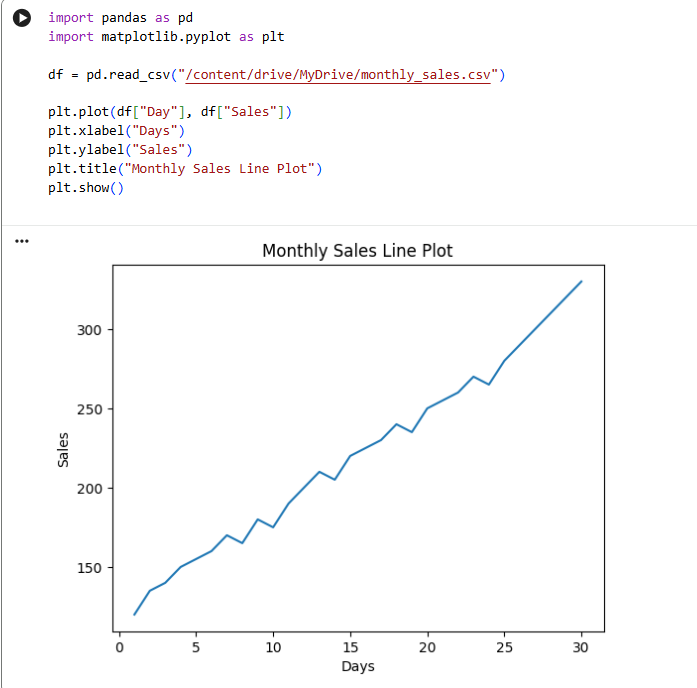 import pandas as pd
import matplotlib.pyplot as plt
df = pd.read_csv("/content/drive/MyDrive/monthly_sales.csv")
plt.plot(df["Day"], df["Sales"])
plt.xlabel("Days")
plt.ylabel("Sales")
plt.title("Monthly Sales Line Plot")
plt.show()
Monthly Sales Line Plot
300
250
200
150
Sales
0 5 10 15 20 25 30
Days